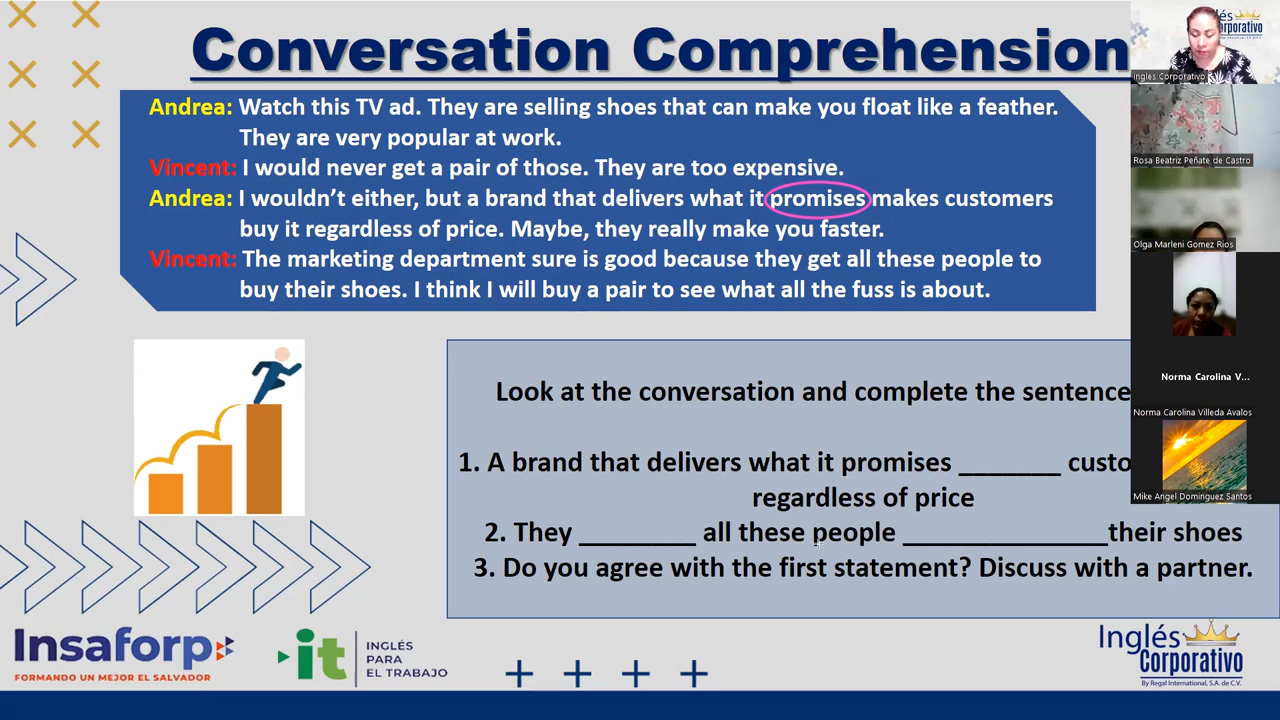 Conversation Comprehension
Andrea: Watch this TV ad. They are selling shoes that can make you float like a feather.
They are very popular at work.
Vincent: I would never get a pair of those. They are too expensive.
Andrea: I wouldn't either, but a brand that delivers what it promises makes customers
buy it regardless of price. Maybe, they really make you faster.
Vincent: The marketing department sure is good because they get all these people to
buy their shoes. I think I will buy a pair to see what all the fuss is about.
Look at the conversation and complete the sentence
1. A brand that delivers what it promises _______ custo
regardless of price
2. They ________ all these people ______________their shoes
3. Do you agree with the first statement? Discuss with a partner.
Insaforp
FORMANDO UN MEJOR EL SALVADOR
it
INGLÉS
PARA
EL TRABAJO
Inglés
Corporativo
By Regal International, S.A. de C.V.
és
Corporativo
Inglés Corporativo
Rosa Beatriz Peñate de Castro
Olga Marleni Gomez Rios
Norma Carolina V...
Norma Carolina Villeda Avalos
Mike Angel Dominguez Santos